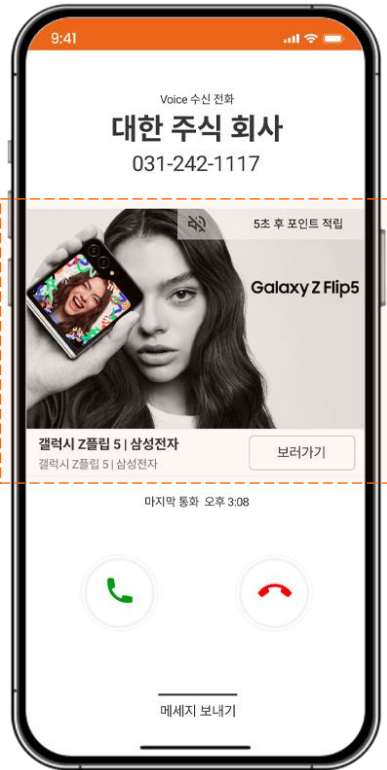 9:41
Voice 수신 전화
대한 주식 회사
031-242-1117
5초 후 포인트 적립
Galaxy Z Flip5
갤럭시 Z플립 5 | 삼성전자
갤럭시 Z플립 5 | 삼성전자
보러가기
마지막 통화 오후 3:08
메세지 보내기